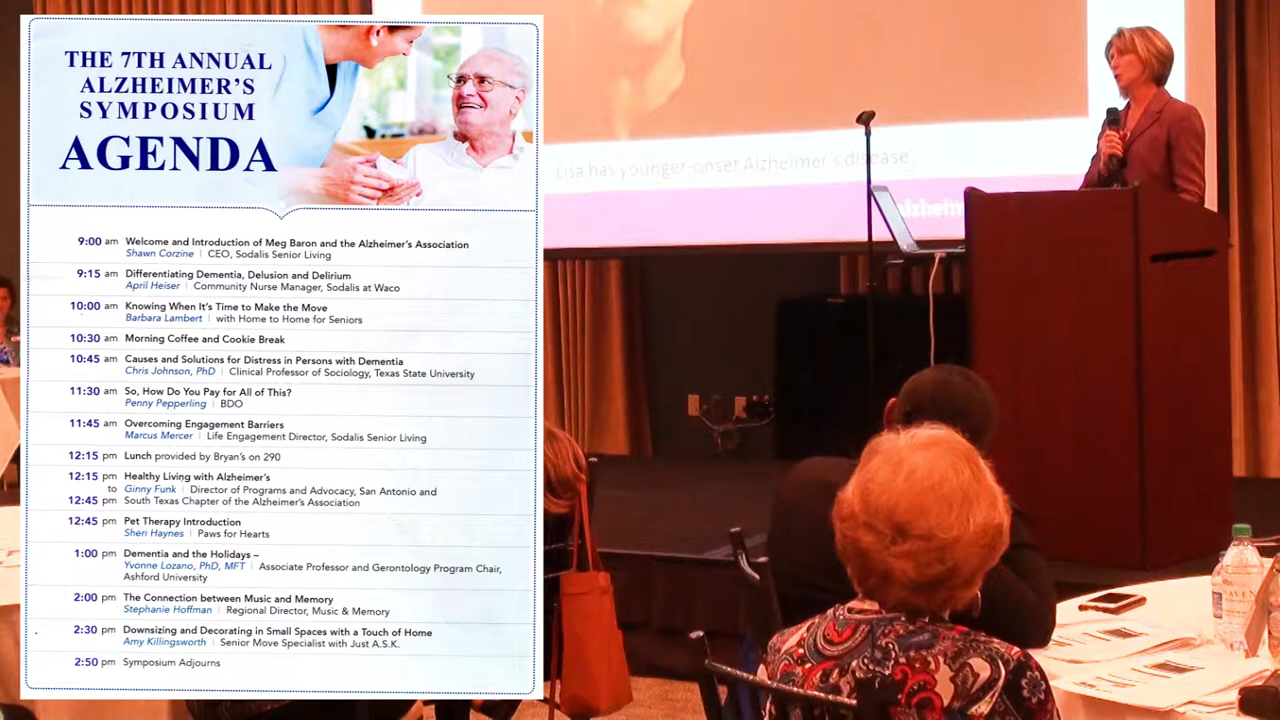 THE 7TH ANNUAL
ALZHEIMER'S
SYMPOSIUM
AGENDA
9:00 am Welcome and Introduction of Meg Baron and the Alzheimer's Association
Shawn Corzine | CEO, Sodalis Senior Living
9:15 am Differentiating Dementia, Delusion and Delirium
April Heiser | Community Nurse Manager, Sodalis at Waco
10:00 am Knowing When It's Time to Make the Move
Barbara Lambert | with Home to Home for Seniors
10:30 am Morning Coffee and Cookie Break
10:45 am Causes and Solutions for Distress in Persons with Dementia
Chris Johnson, PhD | Clinical Professor of Sociology, Texas State University
11:30 am So, How Do You Pay for All of This?
Penny Pepperling | BDO
11:45 am Overcoming Engagement Barriers
Marcus Mercer | Life Engagement Director, Sodalis Senior Living
12:15 pm Lunch provided by Bryan's on 290
12:15 pm Healthy Living with Alzheimer's
to Ginny Funk | Director of Programs and Advocacy, San Antonio and
12:45 pm South Texas Chapter of the Alzheimer's Association
12:45 pm Pet Therapy Introduction
Sheri Haynes | Paws for Hearts
1:00 pm Dementia and the Holidays –
Yvonne Lozano, PhD, MFT | Associate Professor and Gerontology Program Chair,
Ashford University
2:00 pm The Connection between Music and Memory
Stephanie Hoffman | Regional Director, Music & Memory
2:30 pm Downsizing and Decorating in Small Spaces with a Touch of Home
Amy Killingsworth | Senior Move Specialist with Just A.S.K.
2:50 pm Symposium Adjourns
Lisa has younger-onset Alzheimer's disease.